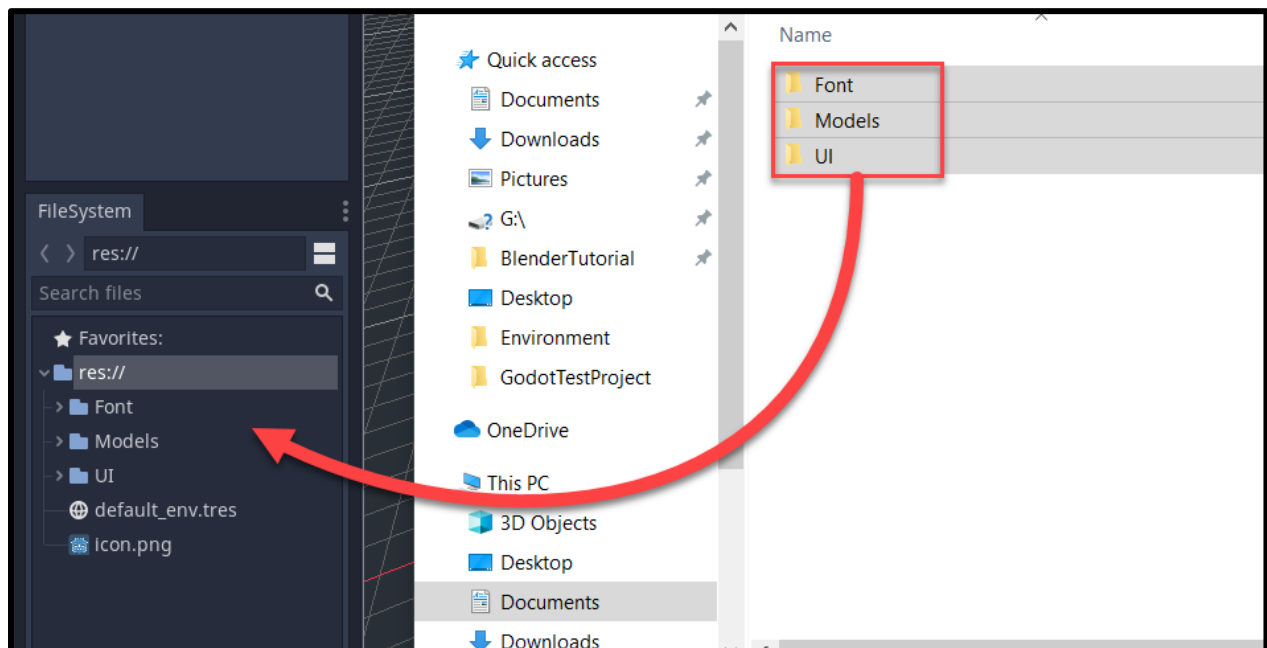 FileSystem
res://
Search files
Favorites:
res://
Font
Models
UI
default_env.tres
icon.png
Quick access
Documents
Downloads
Pictures
G:\
BlenderTutorial
Desktop
Environment
GodotTestProject
OneDrive
This PC
3D Objects
Desktop
Documents
Downloads
Name
Font
Models
UI